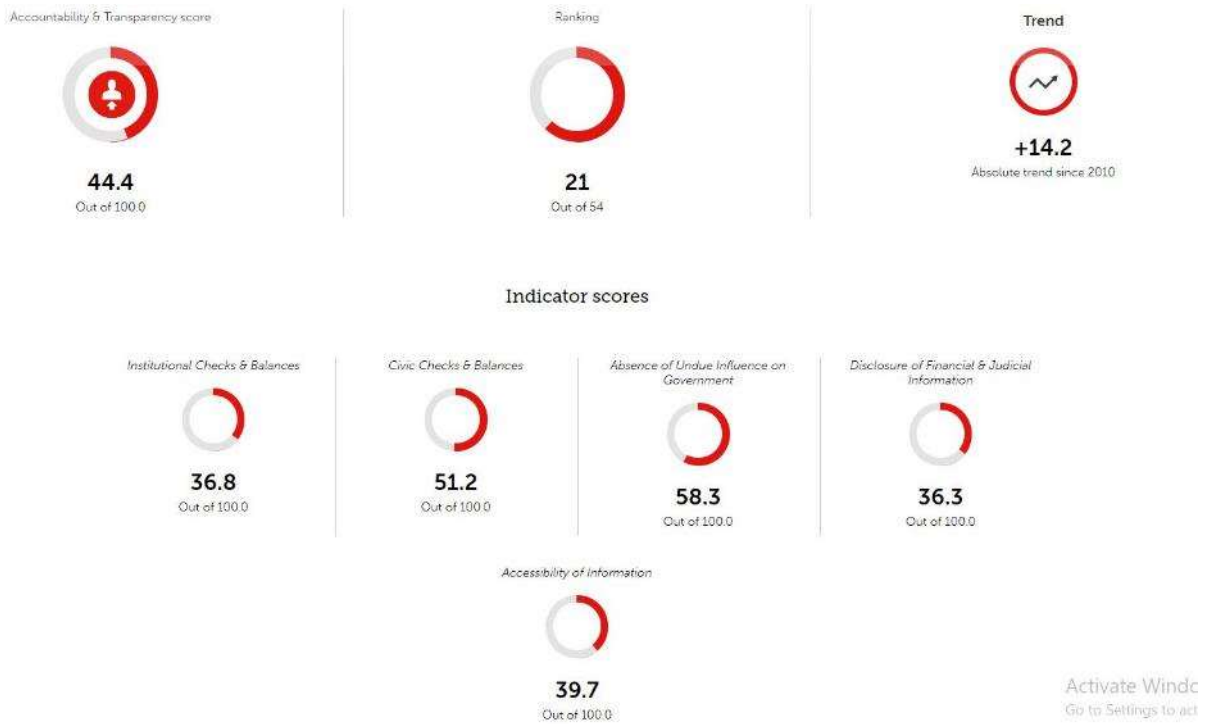 Accountability & Transparency score
44.4
Out of 100.0
Ranking
21
Out of 54
Trend
+14.2
Absolute trend since 2010
Indicator scores
Institutional Checks & Balances
36.8
Out of 100.0
Civic Checks & Balances
51.2
Out of 100.0
Absence of Undue Influence on
Government
58.3
Out of 100.0
Disclosure of Financial & Judicial
Information
36.3
Out of 100.0
Accessibility of Information
39.7
Out of 100.0
Activate Windc
Go to Settings to act